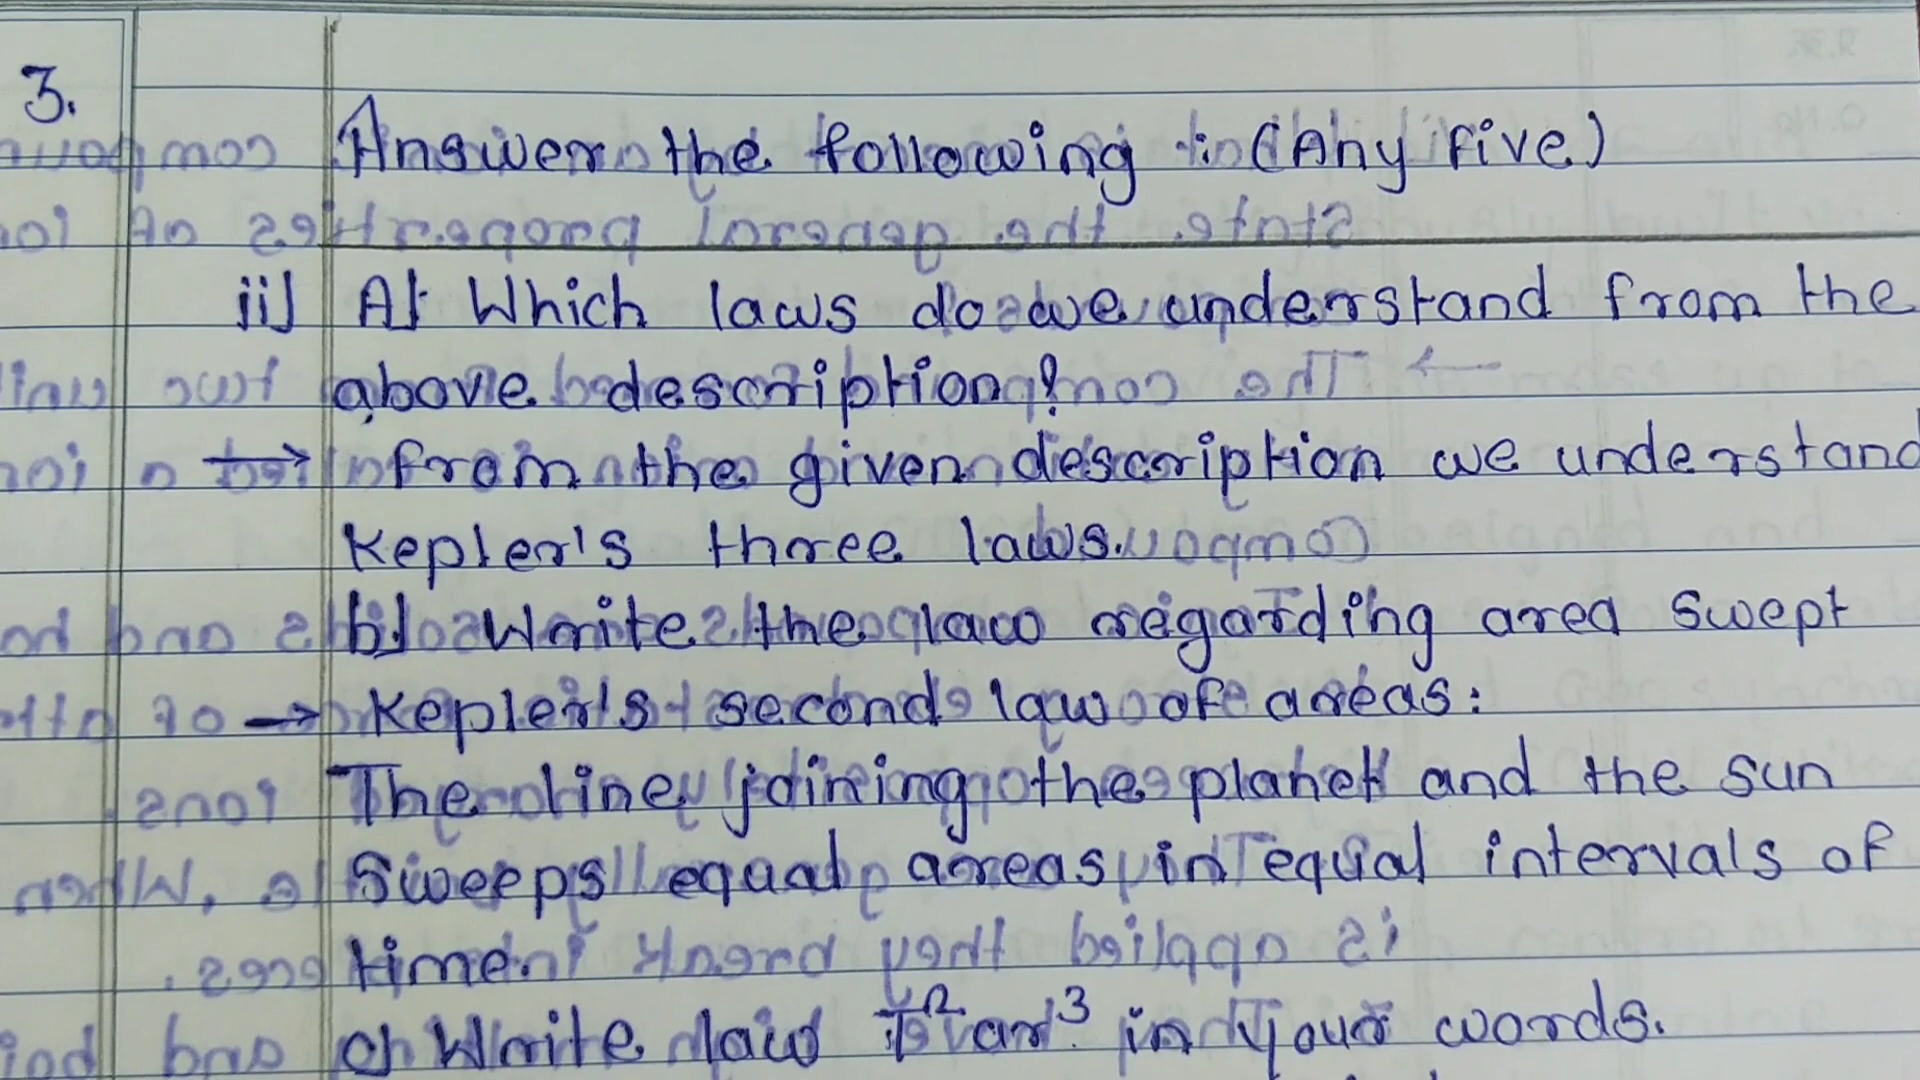 3.
Answer the following :- (Any five)
ii) A) Which laws do we understand from the
above description?
→ from the given description we understand
Kepler's three laws.
b) Write the law regarding area swept
→ Kepler's second law of areas:
The line joining the planet and the sun
Sweeps equal areas in equal intervals of
time.
c) Write law T² α r³ in your words.